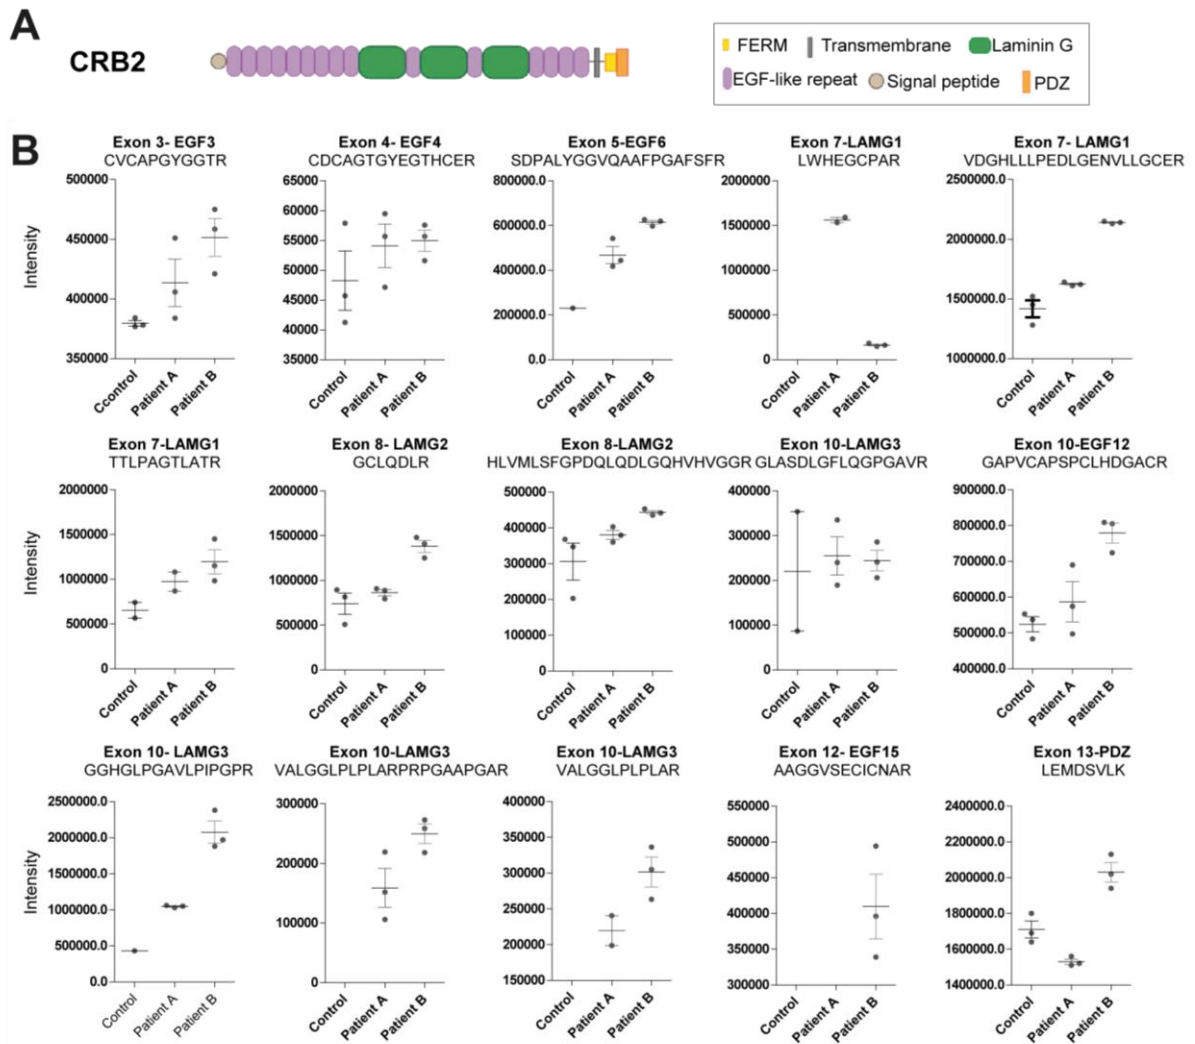 A
CRB2
FERM
Transmembrane
Laminin G
EGF-like repeat
Signal peptide
PDZ
B
Exon 3- EGF3
CVCAPGYGGTR
Intensity
500000
450000
400000
350000
Ccontrol
Patient A
Patient B
Exon 4- EGF4
CDCAGTGYEGTHCER
65000
60000
55000
50000
45000
40000
35000
Control
Patient A
Patient B
Exon 5-EGF6
SDPALYGGVQAAFPGAFSFR
800000.0
600000.0
400000.0
200000.0
0.0
Control
Patient A
Patient B
Exon 7-LAMG1
LWHEGCPAR
2000000
1500000
1000000
500000
0
Control
Patient A
Patient B
Exon 7- LAMG1
VDGHLLLPEDLGENVLLGCER
2500000.0
2000000.0
1500000.0
1000000.0
Control
Patient A
Patient B
Exon 7-LAMG1
TTLPAGTLATR
Intensity
2000000
1500000
1000000
500000
0
Control
Patient A
Patient B
Exon 8- LAMG2
GCLQDLR
2000000
1500000
1000000
500000
0
Control
Patient A
Patient B
Exon 8-LAMG2
HLVMLSFGPDQLQDLGQHVHVGGR
500000
400000
300000
200000
100000
0
Control
Patient A
Patient B
Exon 10-LAMG3
GLASDLGFLQGPGAVR
400000
300000
200000
100000
0
Control
Patient A
Patient B
Exon 10-EGF12
GAPVCAPSPCLHDGACR
900000.0
800000.0
700000.0
600000.0
500000.0
400000.0
Control
Patient A
Patient B
Exon 10- LAMG3
GGHGLPGAVLPIPGPR
Intensity
2500000.0
2000000.0
1500000.0
1000000.0
500000.0
0.0
Control
Patient A
Patient B
Exon 10-LAMG3
VALGGLPLPLARPRPGAAPGAR
300000
200000
100000
0
Control
Patient A
Patient B
Exon 10-LAMG3
VALGGLPLPLAR
400000
350000
300000
250000
200000
150000
Control
Patient A
Patient B
Exon 12- EGF15
AAGGVSECICNAR
550000
500000
450000
400000
350000
300000
Control
Patient A
Patient B
Exon 13-PDZ
LEMDSVLK
2400000.0
2200000.0
2000000.0
1800000.0
1600000.0
1400000.0
Control
Patient A
Patient B